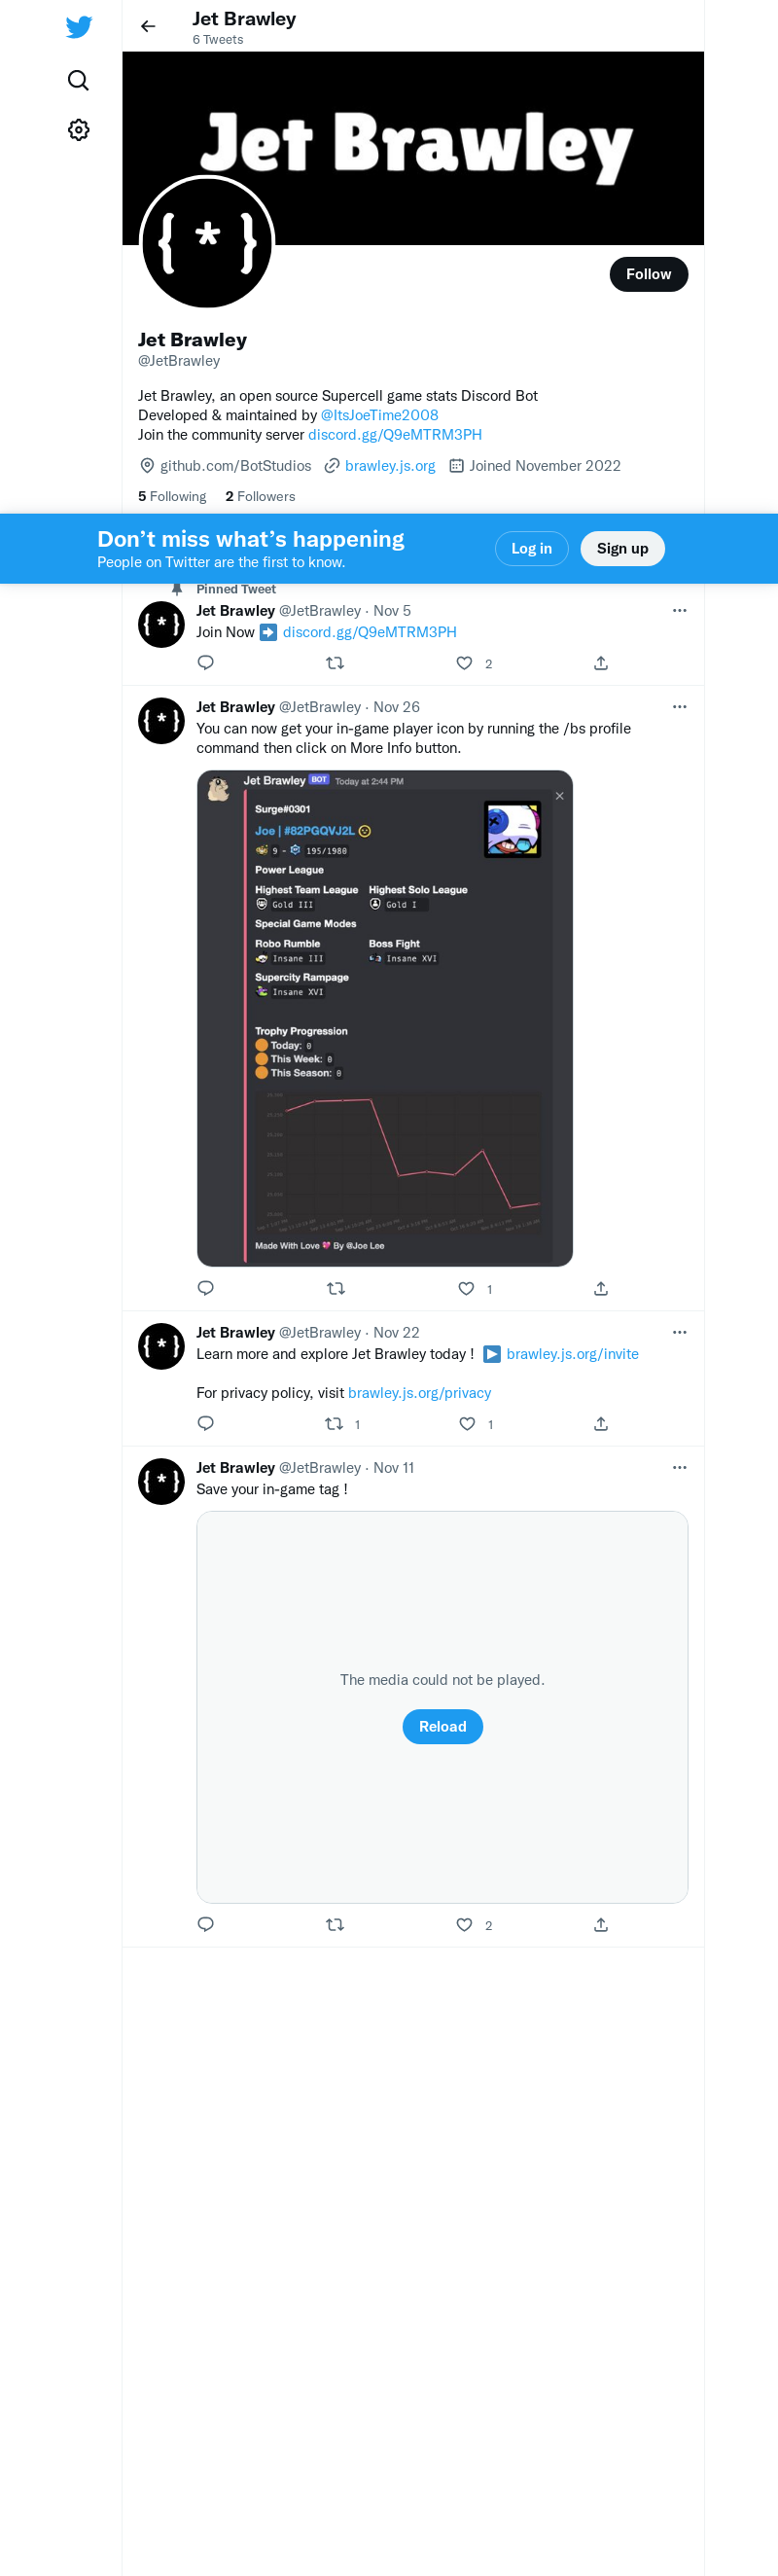 Jet Brawley
6 Tweets
Jet Brawley
{ * }
Follow
Jet Brawley
@JetBrawley
Jet Brawley, an open source Supercell game stats Discord Bot
Developed & maintained by @ItsJoeTime2008
Join the community server discord.gg/Q9eMTRM3PH
github.com/BotStudios brawley.js.org Joined November 2022
5 Following 2 Followers
Don’t miss what’s happening
People on Twitter are the first to know.
Log in Sign up
Pinned Tweet
{ * }
Jet Brawley @JetBrawley · Nov 5
Join Now ➡️ discord.gg/Q9eMTRM3PH
2
{ * }
Jet Brawley @JetBrawley · Nov 26
You can now get your in-game player icon by running the /bs profile
command then click on More Info button.
Jet Brawley BOT Today at 2:44 PM
Surge#0301
Joe | #82PGQVJ2L
9 - 195/1980
Power League
Highest Team League Highest Solo League
Gold III Gold I
Special Game Modes
Robo Rumble Boss Fight
Insane III Insane XVI
Supercity Rampage
Insane XVI
Trophy Progression
Today: 0
This Week: 0
This Season: 0
Made With Love 💖 By @Joe Lee
1
{ * }
Jet Brawley @JetBrawley · Nov 22
Learn more and explore Jet Brawley today ! ▶️ brawley.js.org/invite
For privacy policy, visit brawley.js.org/privacy
1 1
{ * }
Jet Brawley @JetBrawley · Nov 11
Save your in-game tag !
The media could not be played.
Reload
2